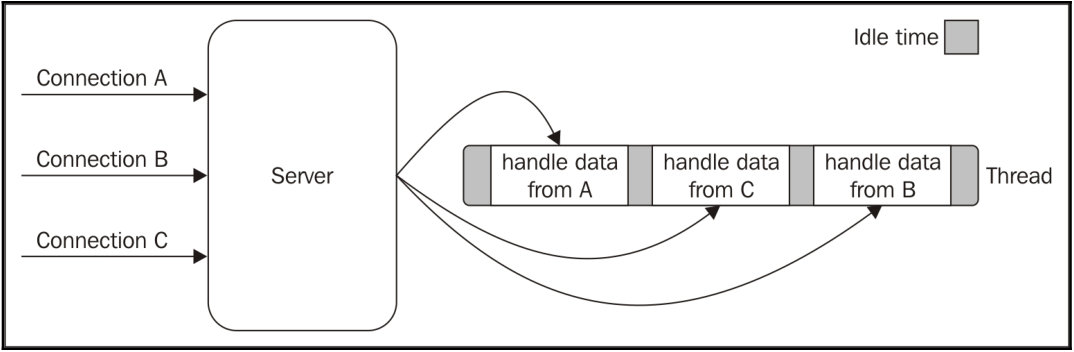 Idle time
Connection A
Connection B
Connection C
Server
handle data
from A
handle data
from C
handle data
from B
Thread